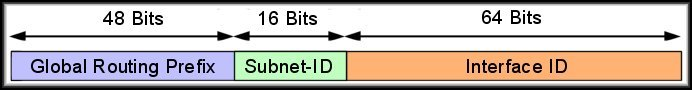 48 Bits 16 Bits 64 Bits
Global Routing Prefix Subnet-ID Interface ID